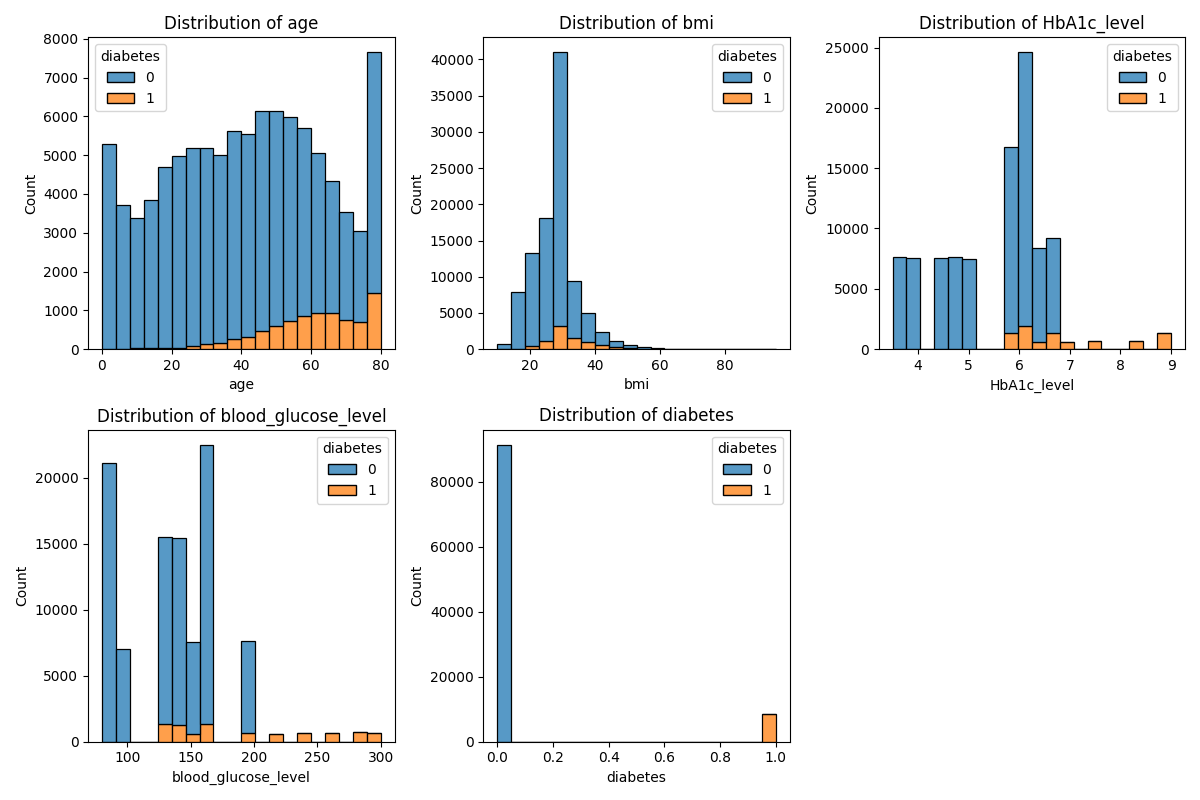 Distribution of age
Count
8000
7000
6000
5000
4000
3000
2000
1000
0
diabetes
0
1
0 20 40 60 80
age
Distribution of bmi
Count
40000
35000
30000
25000
20000
15000
10000
5000
0
diabetes
0
1
20 40 60 80
bmi
Distribution of HbA1c_level
Count
25000
20000
15000
10000
5000
0
diabetes
0
1
4 5 6 7 8 9
HbA1c_level
Distribution of blood_glucose_level
Count
20000
15000
10000
5000
0
diabetes
0
1
100 150 200 250 300
blood_glucose_level
Distribution of diabetes
Count
80000
60000
40000
20000
0
diabetes
0
1
0.0 0.2 0.4 0.6 0.8 1.0
diabetes